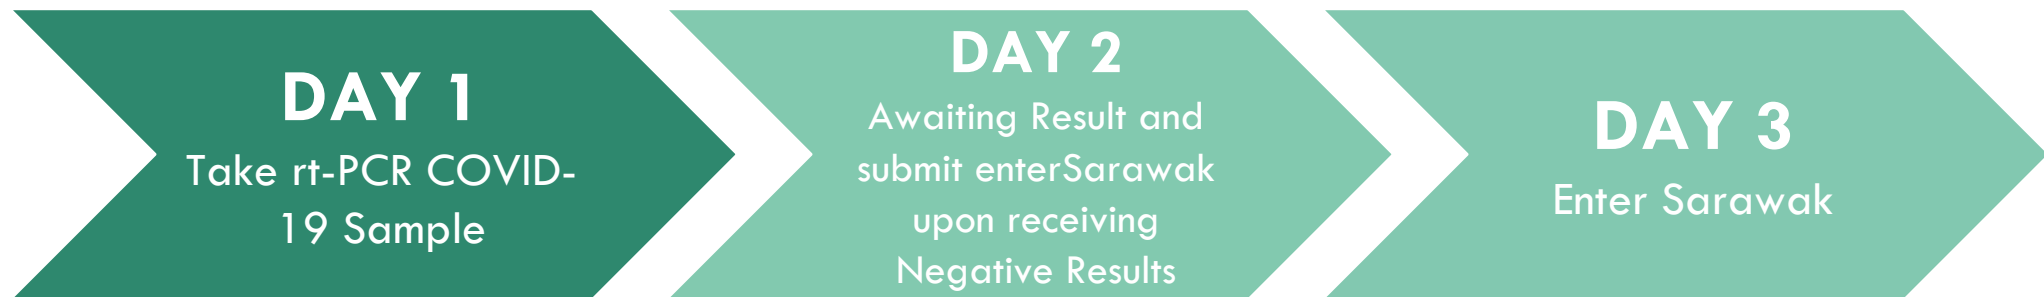 DAY 1
Take rt-PCR COVID-
19 Sample
DAY 2
Awaiting Result and
submit enterSarawak
upon receiving
Negative Results
DAY 3
Enter Sarawak